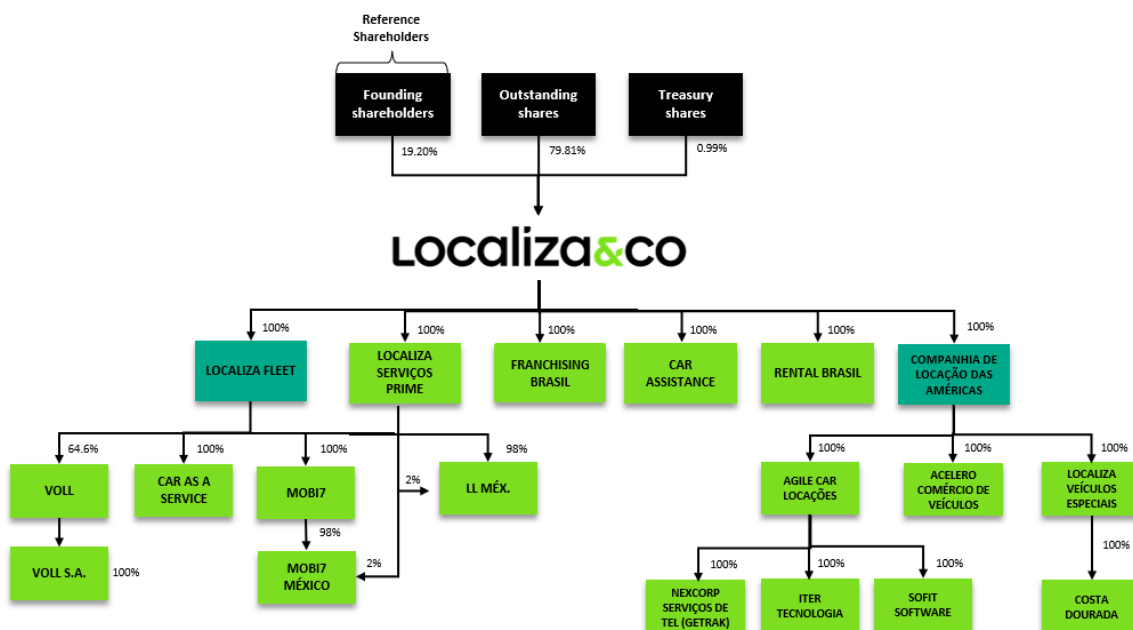 Reference
Shareholders
Founding
shareholders
Outstanding
shares
Treasury
shares
19.20%
79.81%
0.99%
Localiza&co
100%
100%
100%
100%
100%
100%
LOCALIZA FLEET
LOCALIZA
SERVIÇOS
PRIME
FRANCHISING
BRASIL
CAR
ASSISTANCE
RENTAL BRASIL
COMPANHIA DE
LOCAÇÃO DAS
AMÉRICAS
64.6%
100%
100%
98%
100%
100%
100%
VOLL
CAR AS A
SERVICE
MOBI7
2%
LL MÉX.
AGILE CAR
LOCAÇÕES
ACELERO
COMÉRCIO DE
VEÍCULOS
LOCALIZA
VEÍCULOS
ESPECIAIS
98%
100%
VOLL S.A.
100%
MOBI7
MÉXICO
2%
100%
100%
100%
NEXCORP
SERVIÇOS DE
TEL (GETRAK)
ITER
TECNOLOGIA
SOFIT
SOFTWARE
COSTA
DOURADA